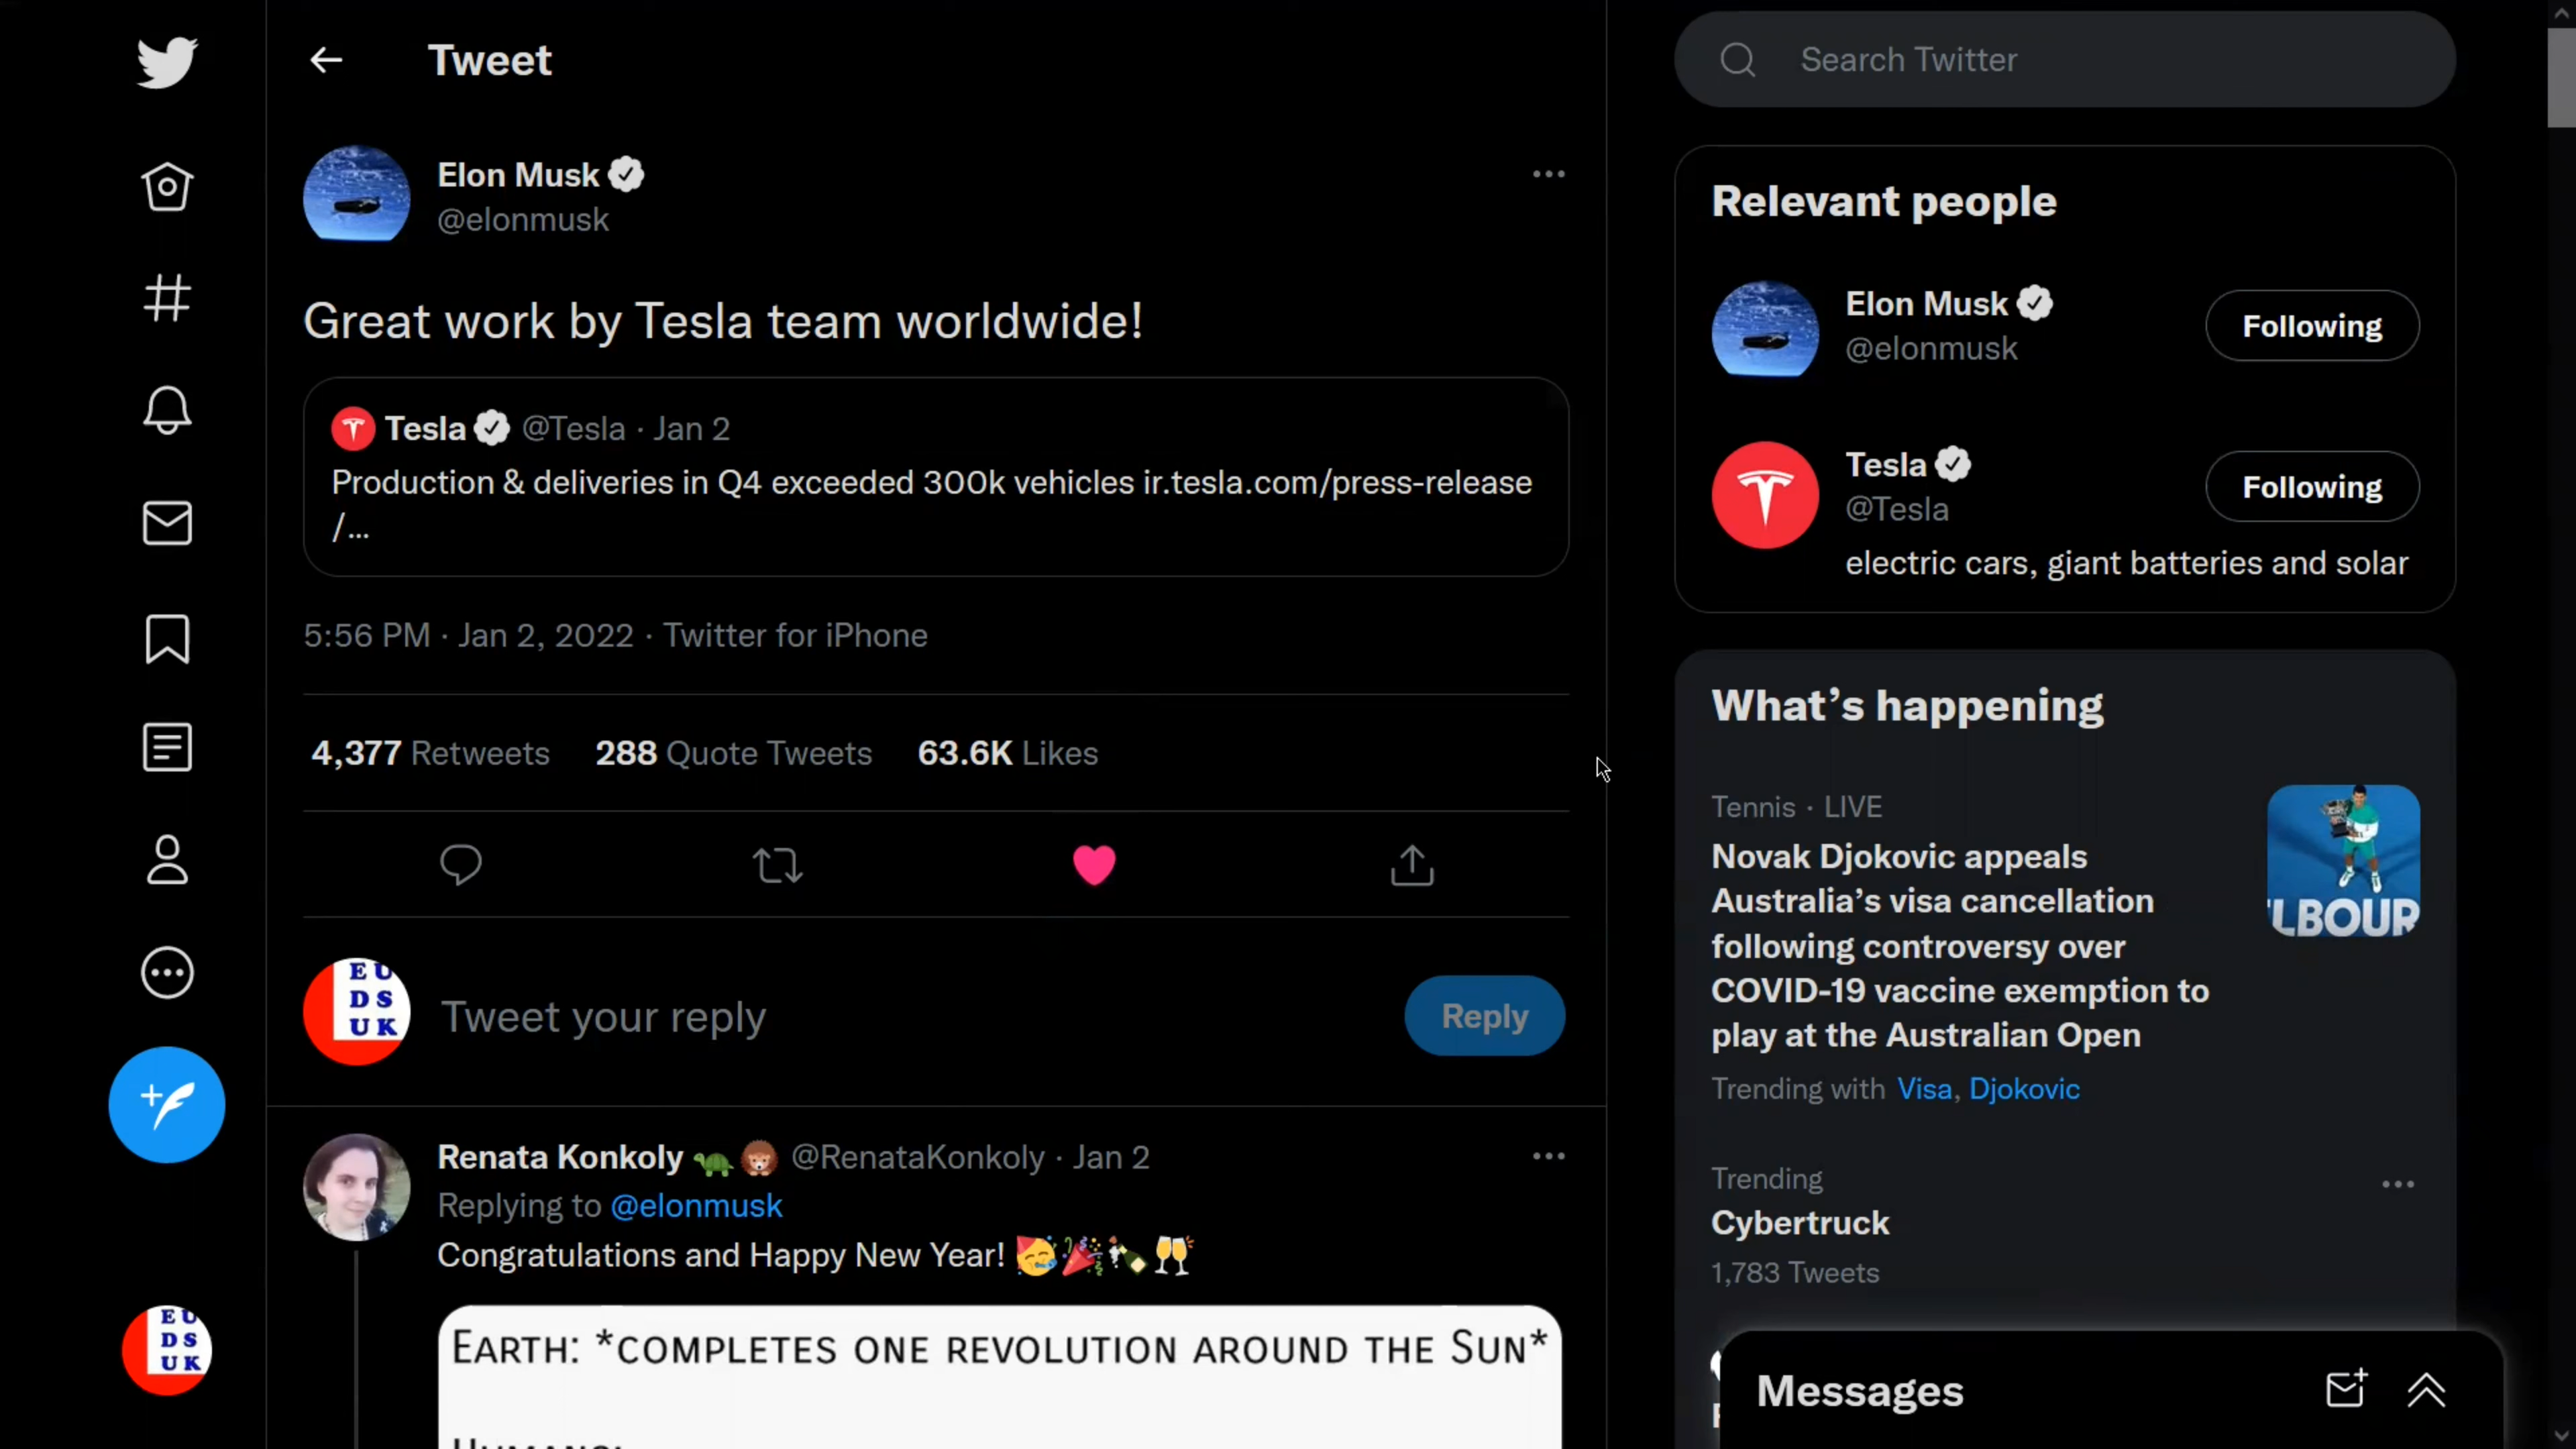 Tweet
Elon Musk
@elonmusk
Great work by Tesla team worldwide!
Tesla @Tesla · Jan 2
Production & deliveries in Q4 exceeded 300k vehicles ir.tesla.com/press-release
/...
5:56 PM · Jan 2, 2022 · Twitter for iPhone
4,377 Retweets 288 Quote Tweets 63.6K Likes
E U
D S
U K
Tweet your reply
Reply
Renata Konkoly 🐢🦔 @RenataKonkoly · Jan 2
Replying to @elonmusk
Congratulations and Happy New Year! 🥳🎉🍾🥂
EARTH: *COMPLETES ONE REVOLUTION AROUND THE SUN*
E U
D S
U K
Search Twitter
Relevant people
Elon Musk
@elonmusk
Following
Tesla
@Tesla
Following
electric cars, giant batteries and solar
What's happening
Tennis · LIVE
Novak Djokovic appeals
Australia's visa cancellation
following controversy over
COVID-19 vaccine exemption to
play at the Australian Open
LBOUR
Trending with Visa, Djokovic
Trending
Cybertruck
1,783 Tweets
Messages